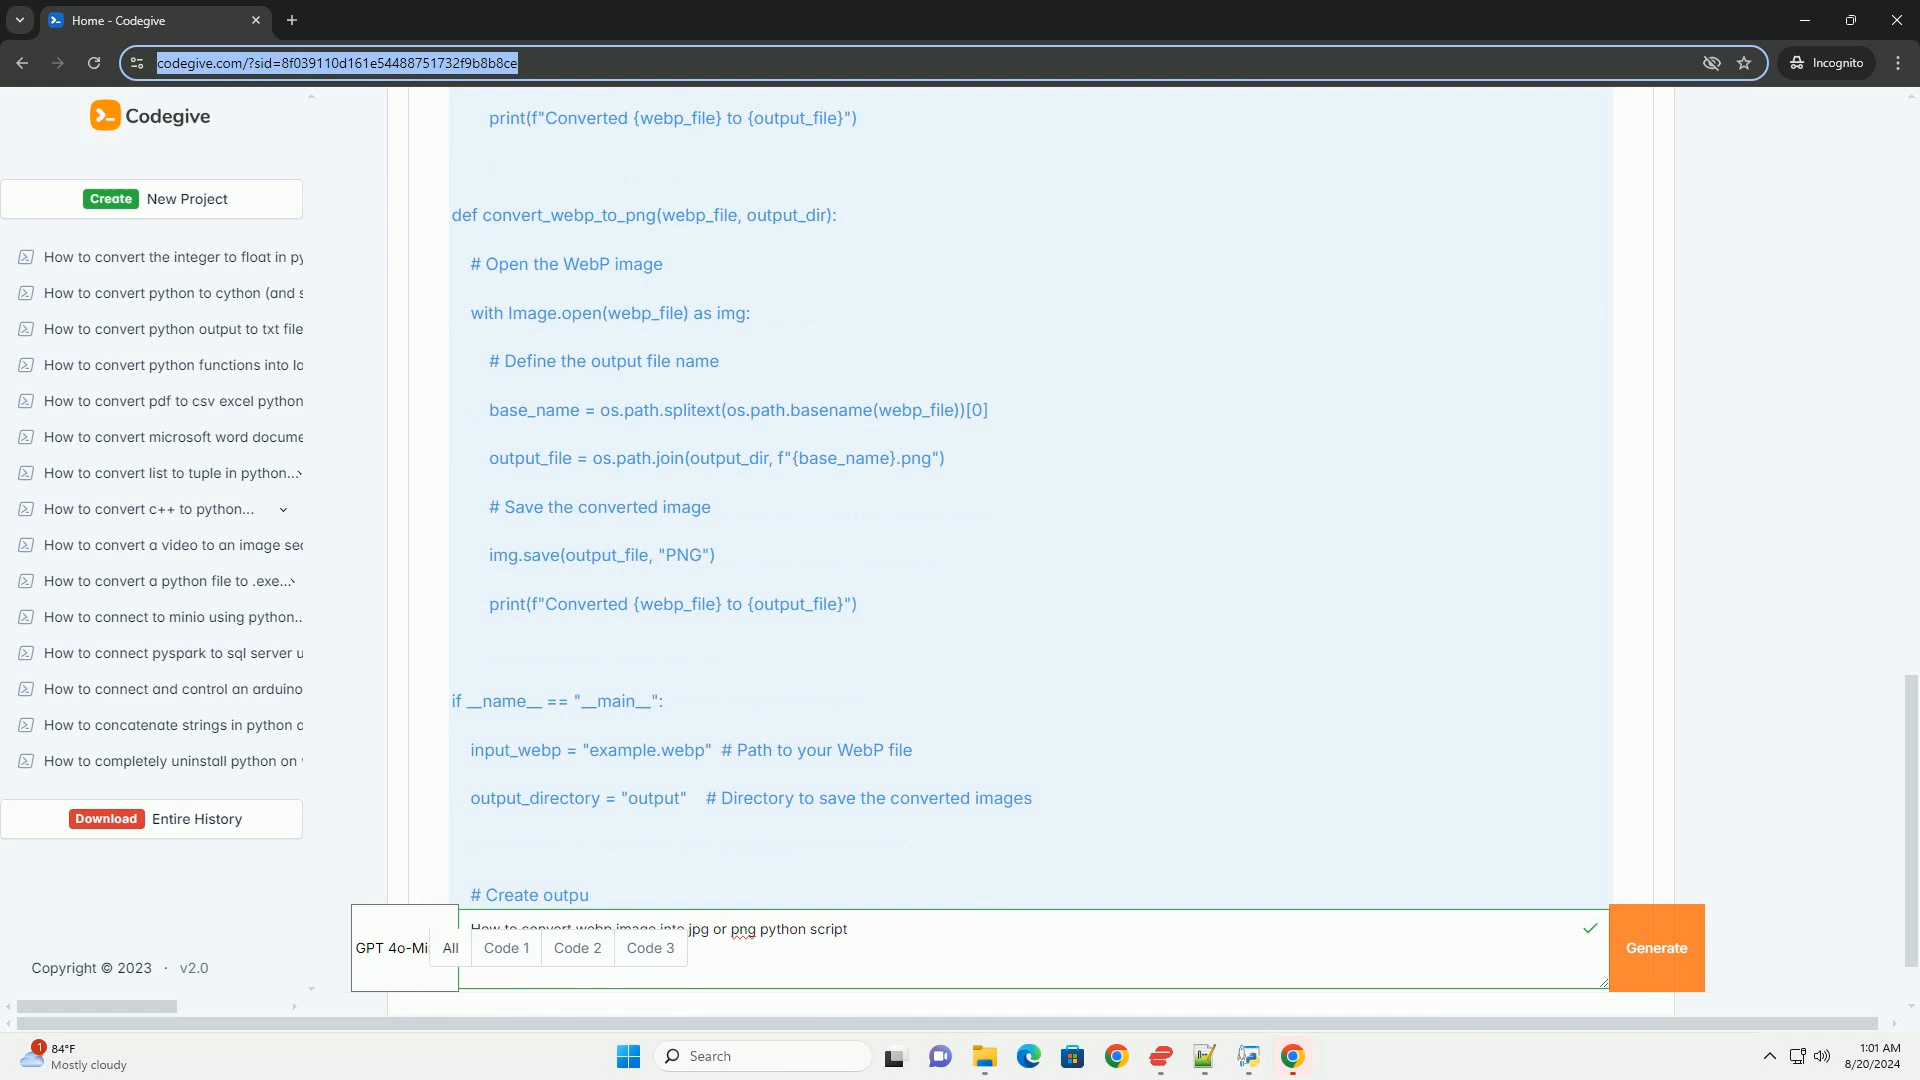 Home - Codegive
codegive.com/?sid=8f039110d161e54488751732f9b8b8ce
Incognito
Codegive
Create New Project
How to convert the integer to float in py
How to convert python to cython (and s
How to convert python output to txt file
How to convert python functions into la
How to convert pdf to csv excel python
How to convert microsoft word docume
How to convert list to tuple in python...
How to convert c++ to python...
How to convert a video to an image sec
How to convert a python file to .exe...
How to connect to minio using python..
How to connect pyspark to sql server u
How to connect and control an arduino
How to concatenate strings in python a
How to completely uninstall python on
Download Entire History
Copyright © 2023 · v2.0
print(f"Converted {webp_file} to {output_file}")
def convert_webp_to_png(webp_file, output_dir):
# Open the WebP image
with Image.open(webp_file) as img:
# Define the output file name
base_name = os.path.splitext(os.path.basename(webp_file))[0]
output_file = os.path.join(output_dir, f"{base_name}.png")
# Save the converted image
img.save(output_file, "PNG")
print(f"Converted {webp_file} to {output_file}")
if __name__ == "__main__":
input_webp = "example.webp" # Path to your WebP file
output_directory = "output" # Directory to save the converted images
# Create outpu
How to convert webp image into jpg or png python script
GPT 4o-Mi All Code 1 Code 2 Code 3
Generate
1
84°F
Mostly cloudy
Search
1:01 AM
8/20/2024